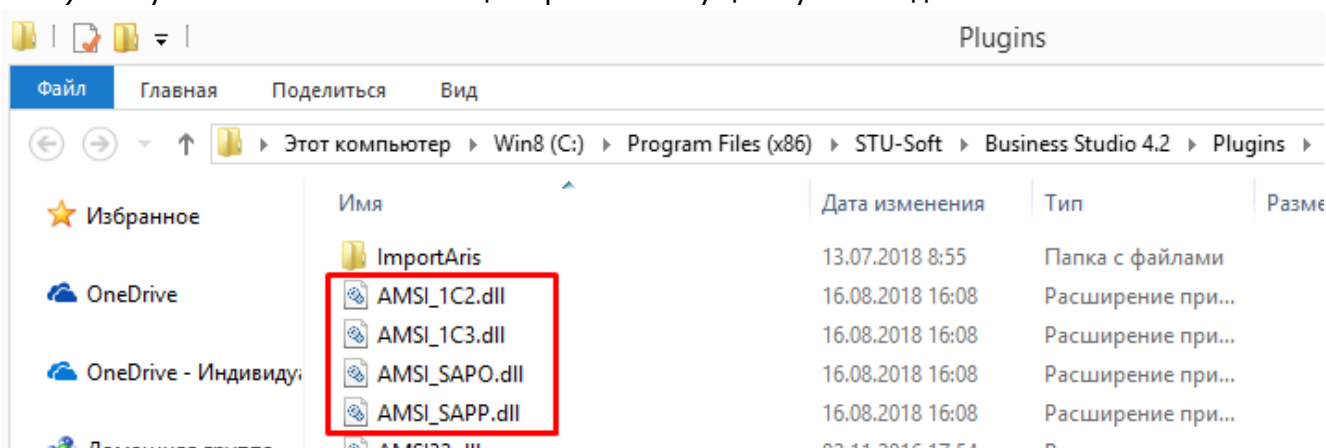 Plugins
Файл Главная Поделиться Вид
Этот компьютер Win8 (C:) Program Files (x86) STU-Soft Business Studio 4.2 Plugins
Имя Дата изменения Тип Разме
Избранное
ImportAris 13.07.2018 8:55 Папка с файлами
OneDrive AMSI_1C2.dll 16.08.2018 16:08 Расширение при...
AMSI_1C3.dll 16.08.2018 16:08 Расширение при...
OneDrive - Индивиду AMSI_SAPO.dll 16.08.2018 16:08 Расширение при...
AMSI_SAPP.dll 16.08.2018 16:08 Расширение при...